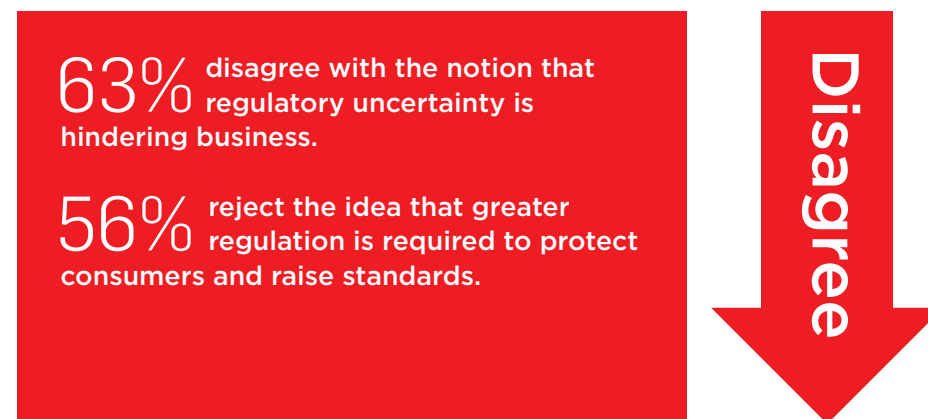 63% disagree with the notion that
regulatory uncertainty is
hindering business.
56% reject the idea that greater
regulation is required to protect
consumers and raise standards.
Disagree